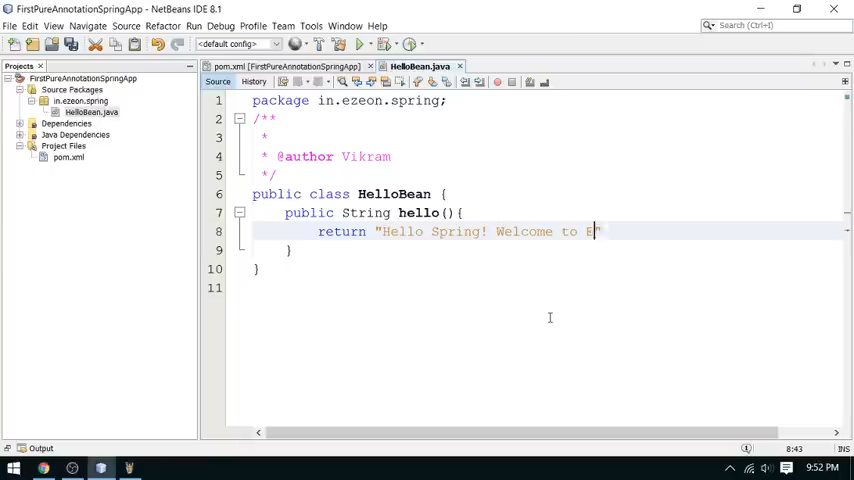 FirstPureAnnotationSpringApp - NetBeans IDE 8.1
File Edit View Navigate Source Refactor Run Debug Profile Team Tools Window Help
Search (Ctrl+I)
<default config>
Projects
pom.xml [FirstPureAnnotationSpringApp]
HelloBean.java
FirstPureAnnotationSpringApp
Source Packages
in.ezeon.spring
HelloBean.java
Dependencies
Java Dependencies
Project Files
pom.xml
Source History
1 package in.ezeon.spring;
2 /**
3 *
4 * @author Vikram
5 */
6 public class HelloBean {
7 public String hello(){
8 return "Hello Spring! Welcome to E"
9 }
10 }
11
Output
8:43
INS
9:52 PM